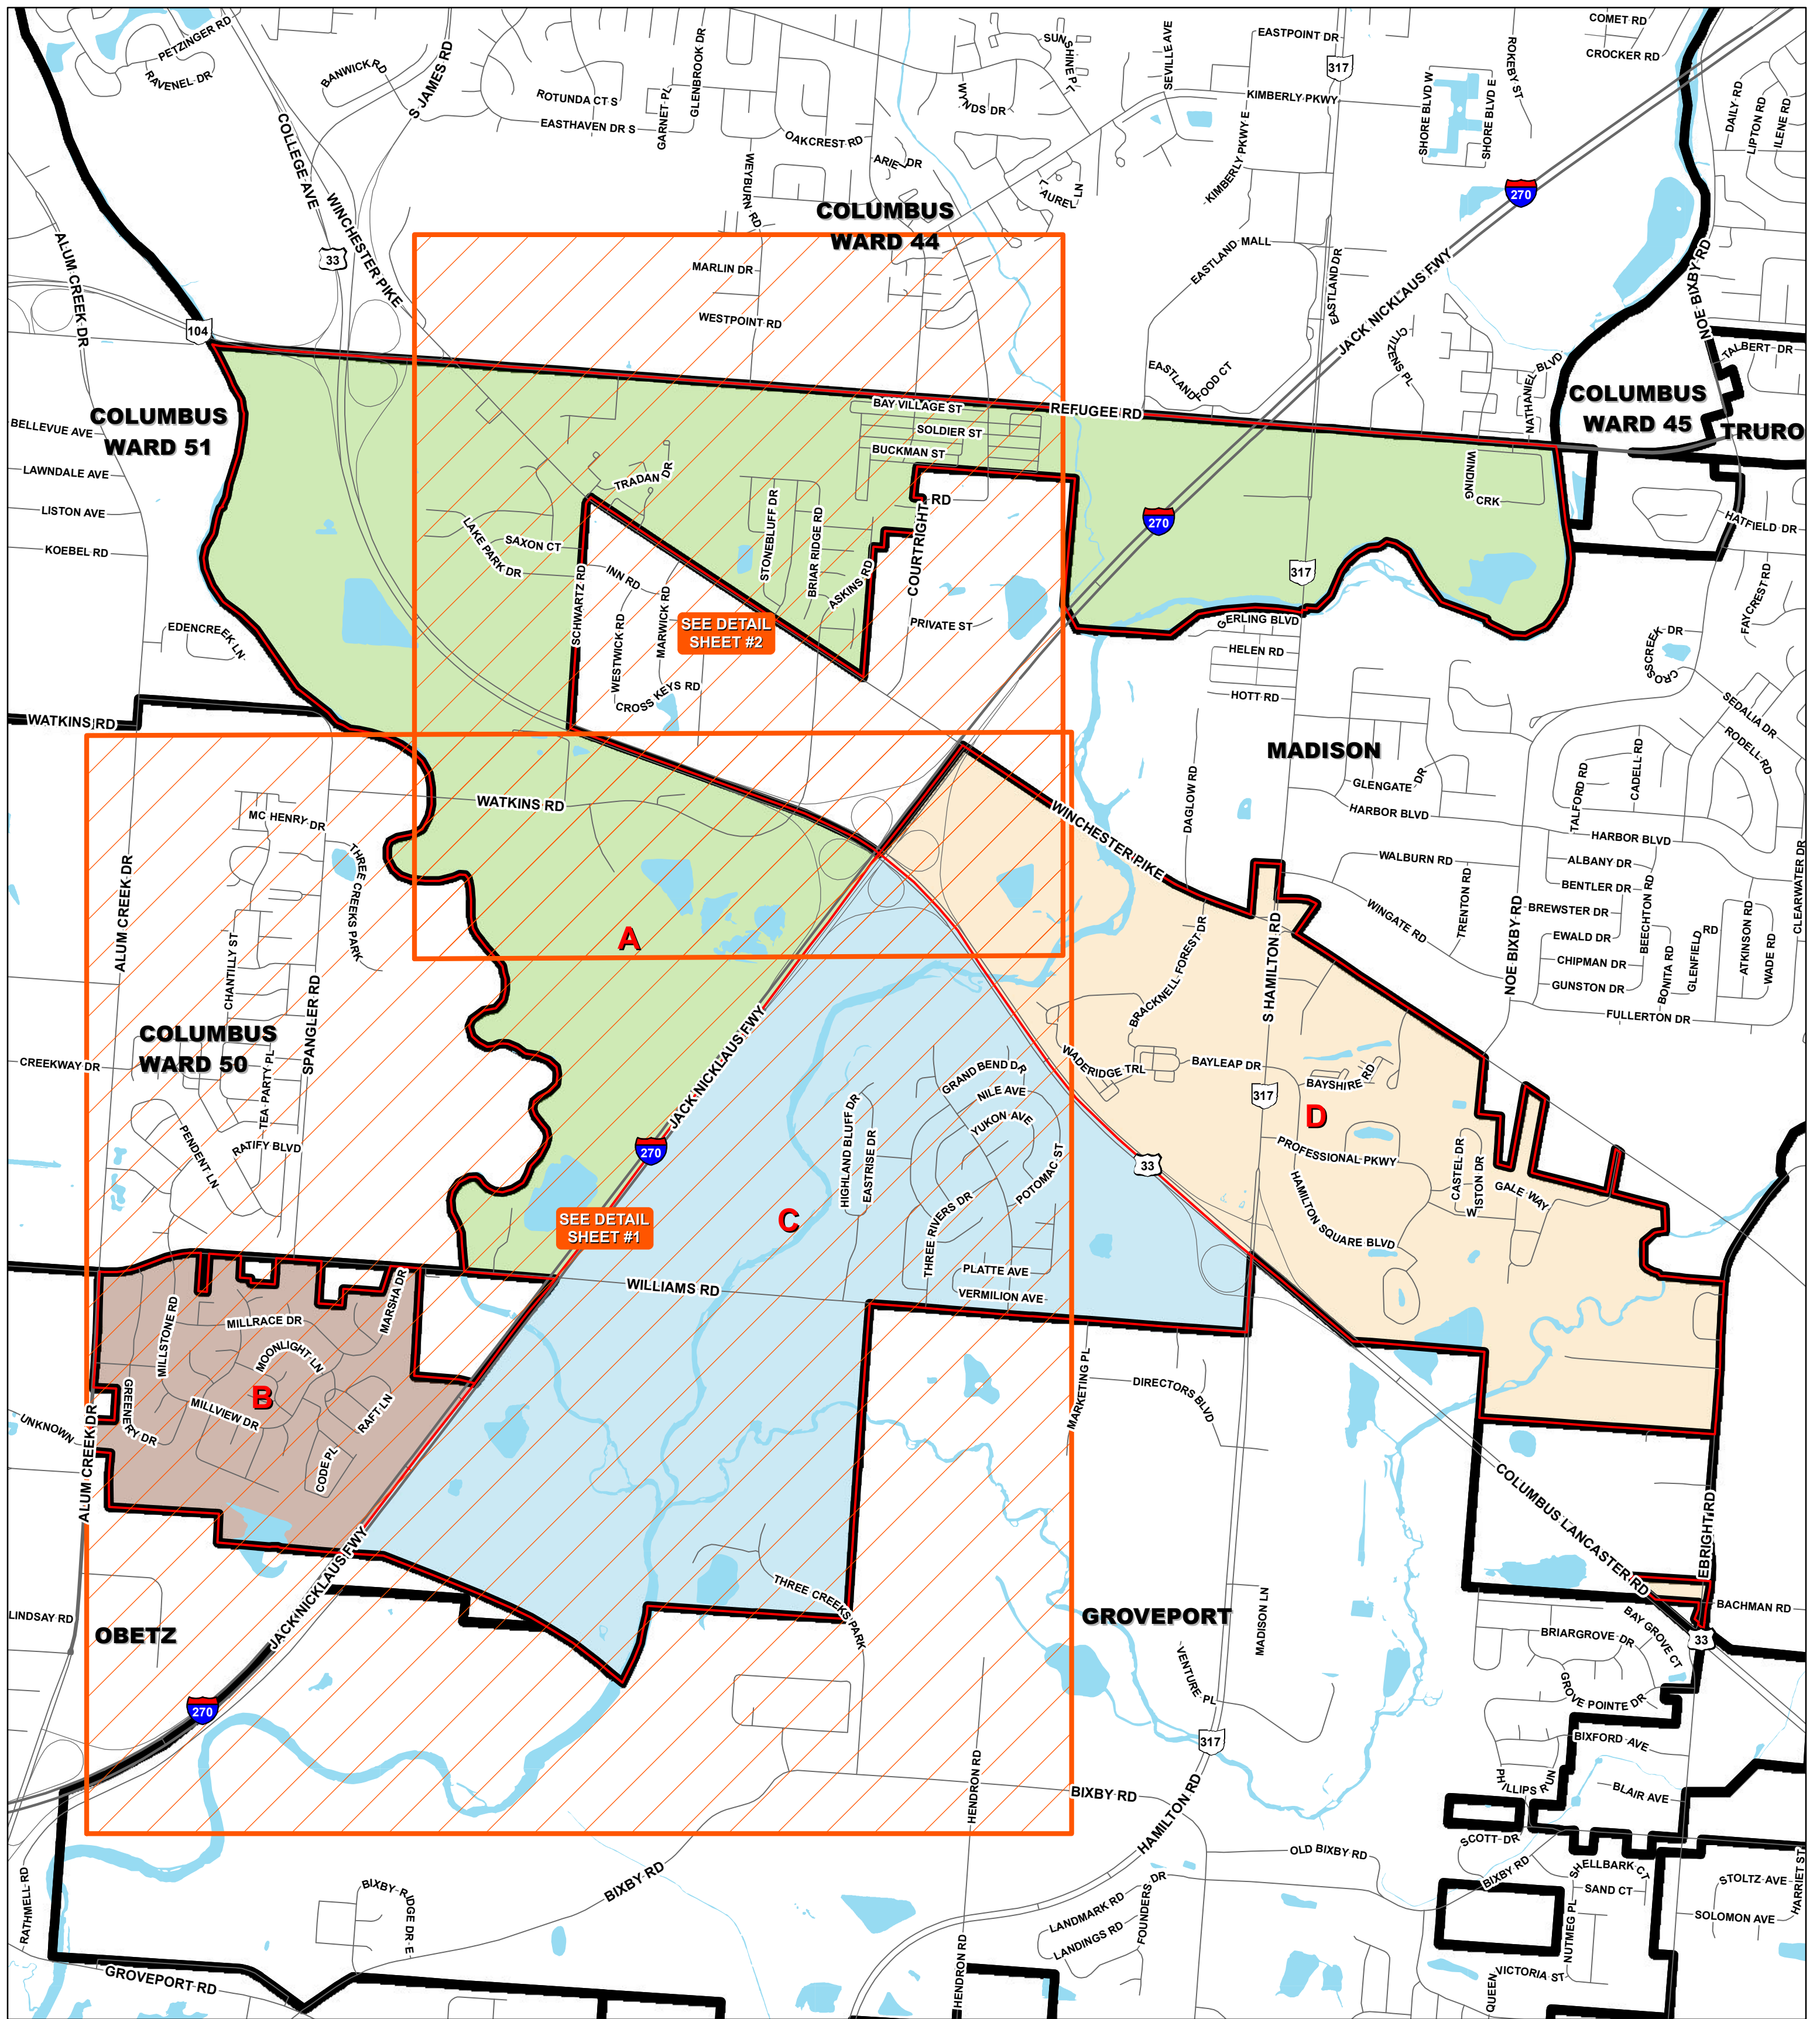 PETZINGER RD
RAVENEL DR
BANWICK RD
S JAMES RD
ROTUNDA CT S
EASTHAVEN DR S
GARNET PL
GLENBROOK DR
SUNSHINE PL
WYNDS DR
SEVILLE AVE
EASTPOINT DR
317
KIMBERLY PKWY
KIMBERLY PKWY E
SHORE BLVD W
SHORE BLVD E
ROKEBY ST
COMET RD
CROCKER RD
DAILY RD
LIPTON RD
ILENE RD
COLLEGE AVE
WINCHESTER PIKE
33
OAKCREST RD
ARIEL DR
WEYBURN RD
LAUREL LN
270
COLUMBUS
WARD 44
ALUM CREEK DR
104
MARLIN DR
WESTPOINT RD
EASTLAND MALL
EASTLAND DR
JACK NICKLAUS FWY
CITIZENS PL
NOE BIXBY RD
TALBERT DR
EASTLAND
FOOD CT
NATHANIEL BLVD
COLUMBUS
WARD 45
TRURO
COLUMBUS
WARD 51
BELLEVUE AVE
LAWNDALE AVE
LISTON AVE
KOEBEL RD
BAY VILLAGE ST
REFUGEE RD
SOLDIER ST
BUCKMAN ST
TRADAN DR
WINDING
CRK
HATFIELD DR
LAKE PARK DR
SAXON CT
SCHWARTZ RD
INN RD
STONEBLUFF DR
BRIAR RIDGE RD
ASKINS RD
COURTRIGHT RD
270
317
WESTWICK RD
MARWICK RD
CROSS KEYS RD
SEE DETAIL
SHEET #2
PRIVATE ST
GERLING BLVD
HELEN RD
HOTT RD
EDENCREEK LN
FAYCREST RD
CROSSCREEK DR
SEDALIA DR
RODELL RD
WATKINS RD
MADISON
GLENGATE DR
HARBOR BLVD
TALFORD RD
CADELL RD
HARBOR BLVD
WATKINS RD
MC HENRY DR
THREE CREEKS PARK
DAGLOW RD
WINCHESTER PIKE
WALBURN RD
ALBANY DR
BENTLER DR
BREWSTER DR
EWALD DR
CHIPMAN DR
GUNSTON DR
FULLERTON DR
TRENTON RD
WINGATE RD
NOE BIXBY RD
BEECHTON RD
BONITA RD
GLENFIELD RD
ATKINSON RD
WADE RD
CLEARWATER DR
ALUM CREEK DR
CHANTILLY ST
SPANGLER RD
A
BRACKNELL FOREST DR
S HAMILTON RD
COLUMBUS
WARD 50
CREEKWAY DR
TEA PARTY PL
RATIFY BLVD
PENDENT LN
JACK NICKLAUS FWY
270
WADERIDGE TRL
BAYLEAP DR
BAYSHIRE RD
317
D
GRAND BEND DR
NILE AVE
YUKON AVE
POTOMAC ST
HIGHLAND BLUFF DR
EASTRISE DR
THREE RIVERS DR
33
PROFESSIONAL PKWY
HAMILTON SQUARE BLVD
CASTEL DR
WISTON DR
GALE WAY
SEE DETAIL
SHEET #1
C
PLATTE AVE
VERMILION AVE
WILLIAMS RD
MILLSTONE RD
MILLRACE DR
MARSHA DR
MOONLIGHT LN
B
GREENERY DR
MILLVIEW DR
RAFT LN
CODE PL
UNKNOWN
ALUM CREEK DR
MARKETING PL
DIRECTORS BLVD
COLUMBUS LANCASTER RD
EBRIGHT RD
JACK NICKLAUS FWY
THREE CREEKS PARK
LINDSAY RD
OBETZ
GROVEPORT
MADISON LN
VENTURE PL
BACHMAN RD
BAY GROVE CT
33
BRIARGROVE DR
GROVE POINTE DR
BIXFORD AVE
270
317
HENDRON RD
BIXBY RD
HAMILTON RD
PHILLIPS RUN
BLAIR AVE
OLD BIXBY RD
SCOTT DR
BIXBY RD
SHELLBARK CT
SAND CT
STOLTZ AVE
HARRIET ST
SOLOMON AVE
RATHMELL RD
BIXBY RIDGE DR E
BIXBY RD
LANDMARK RD
LANDINGS RD
FOUNDERS DR
NUTMEG PL
QUEEN
VICTORIA ST
GROVEPORT RD
HENDRON RD